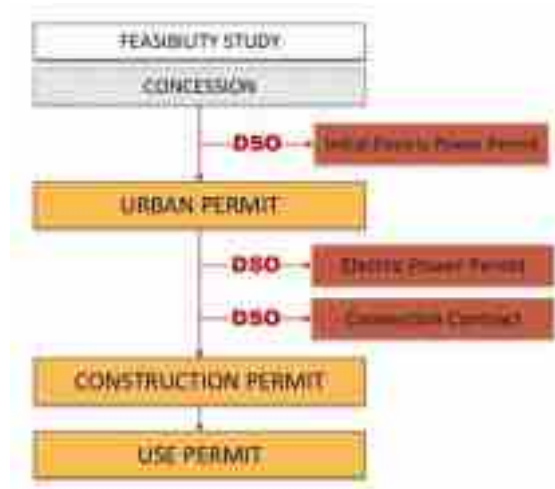 FEASIBILITY STUDY
CONCESSION
DSO
Initial Electric Power Permit
URBAN PERMIT
DSO
Electric Power Permit
DSO
Connection Contract
CONSTRUCTION PERMIT
USE PERMIT